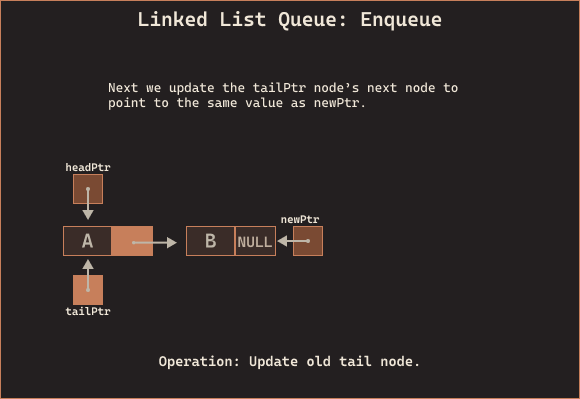 Linked List Queue: Enqueue
Next we update the tailPtr node's next node to
point to the same value as newPtr.
headPtr
newPtr
A
B
NULL
tailPtr
Operation: Update old tail node.